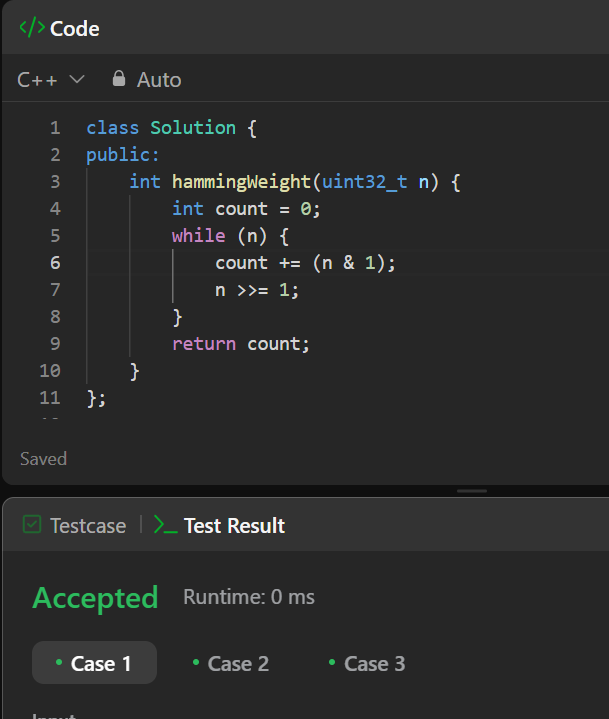 </> Code
C++ Auto
1 class Solution {
2 public:
3     int hammingWeight(uint32_t n) {
4         int count = 0;
5         while (n) {
6             count += (n & 1);
7             n >>= 1;
8         }
9         return count;
10     }
11 };
Saved
Testcase | >_ Test Result
Accepted Runtime: 0 ms
• Case 1 • Case 2 • Case 3